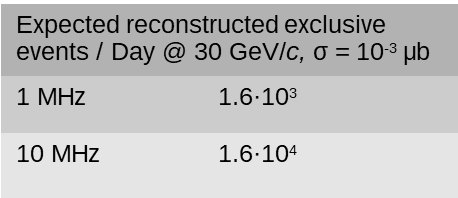 Expected reconstructed exclusive
events / Day @ 30 GeV/c, σ = 10⁻³ µb
1 MHz 1.6·10³
10 MHz 1.6·10⁴